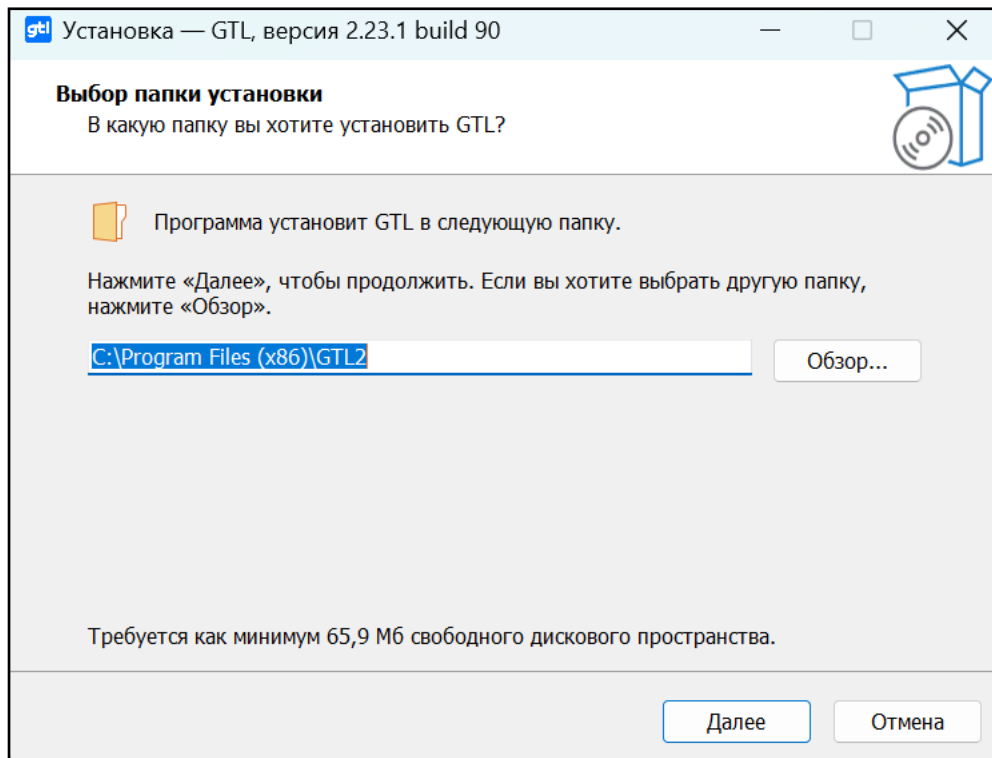 gtl Установка — GTL, версия 2.23.1 build 90
Выбор папки установки
В какую папку вы хотите установить GTL?
Программа установит GTL в следующую папку.
Нажмите «Далее», чтобы продолжить. Если вы хотите выбрать другую папку,
нажмите «Обзор».
C:\Program Files (x86)\GTL2
Обзор...
Требуется как минимум 65,9 Мб свободного дискового пространства.
Далее
Отмена